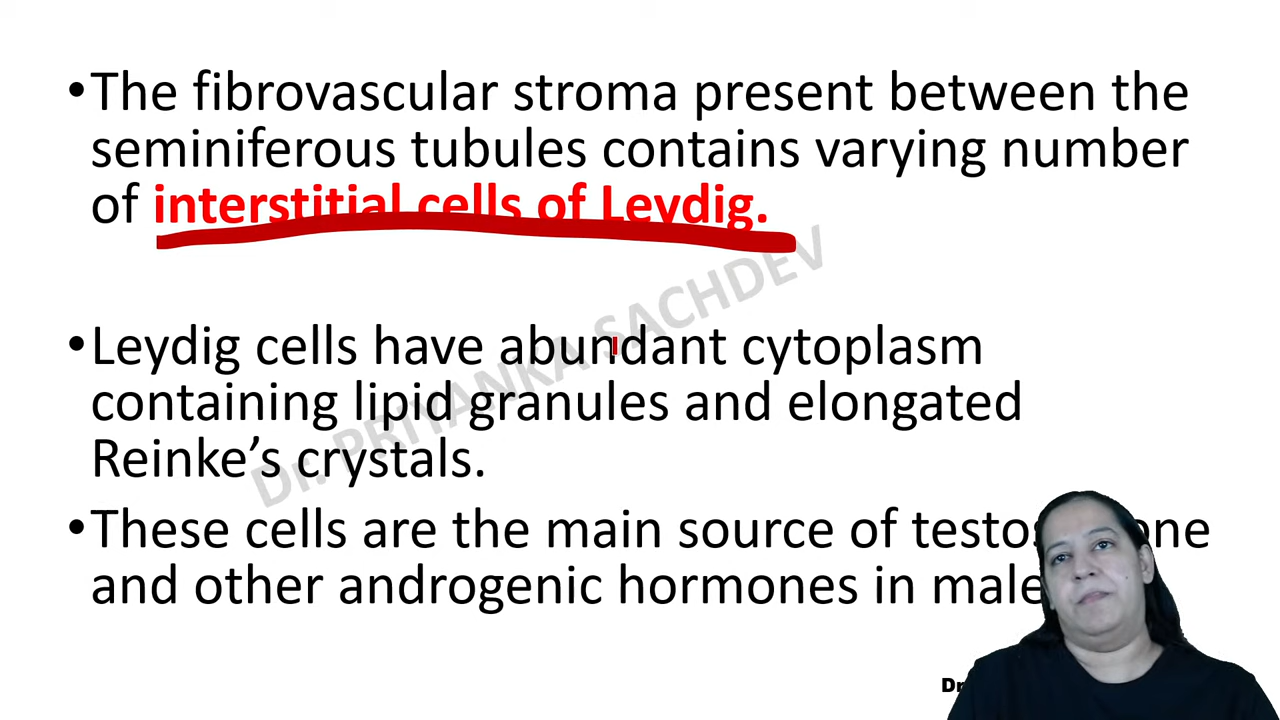 •The fibrovascular stroma present between the
seminiferous tubules contains varying number
of interstitial cells of Leydig.
Dr. PRIYANKA SACHDEV
•Leydig cells have abundant cytoplasm
containing lipid granules and elongated
Reinke’s crystals.
•These cells are the main source of
and other androgenic hormones in
Dr